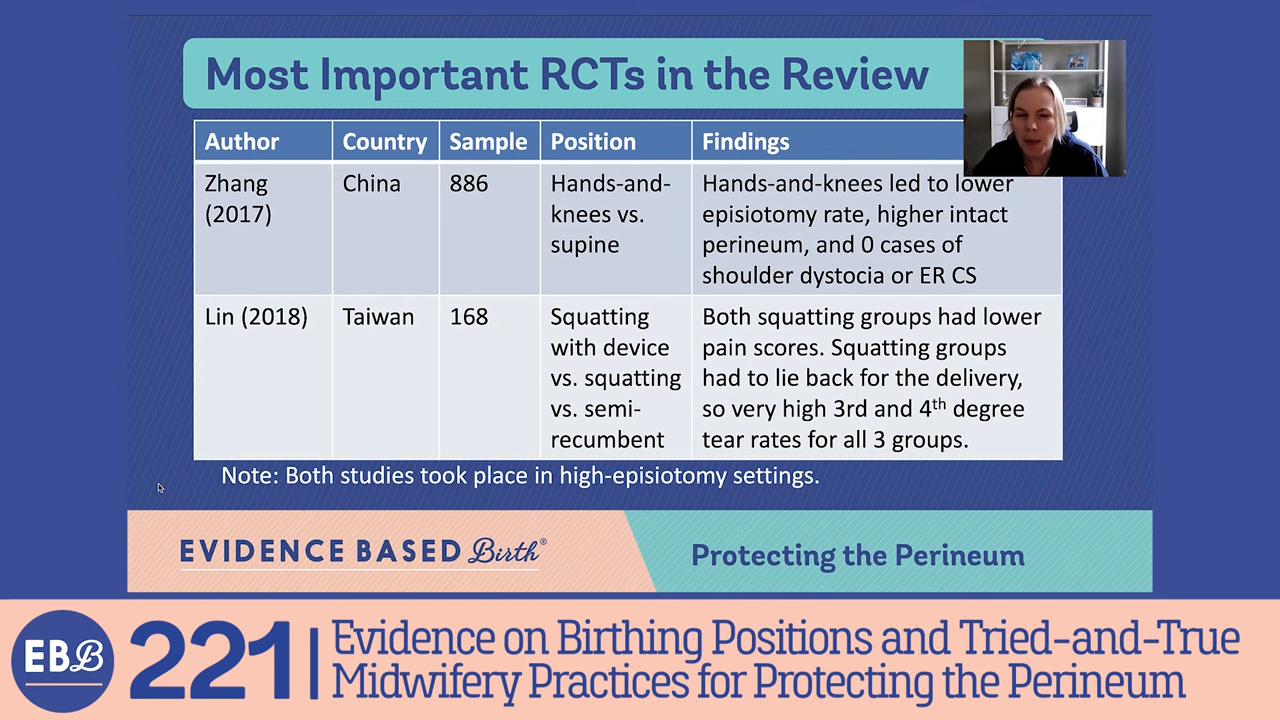 Most Important RCTs in the Review
Author Country Sample Position Findings
Zhang (2017) China 886 Hands-and-knees vs. supine Hands-and-knees led to lower episiotomy rate, higher intact perineum, and 0 cases of shoulder dystocia or ER CS
Lin (2018) Taiwan 168 Squatting with device vs. squatting vs. semi-recumbent Both squatting groups had lower pain scores. Squatting groups had to lie back for the delivery, so very high 3rd and 4th degree tear rates for all 3 groups.
Note: Both studies took place in high-episiotomy settings.
EVIDENCE BASED Birth®
Protecting the Perineum
EBB
221
Evidence on Birthing Positions and Tried-and-True
Midwifery Practices for Protecting the Perineum